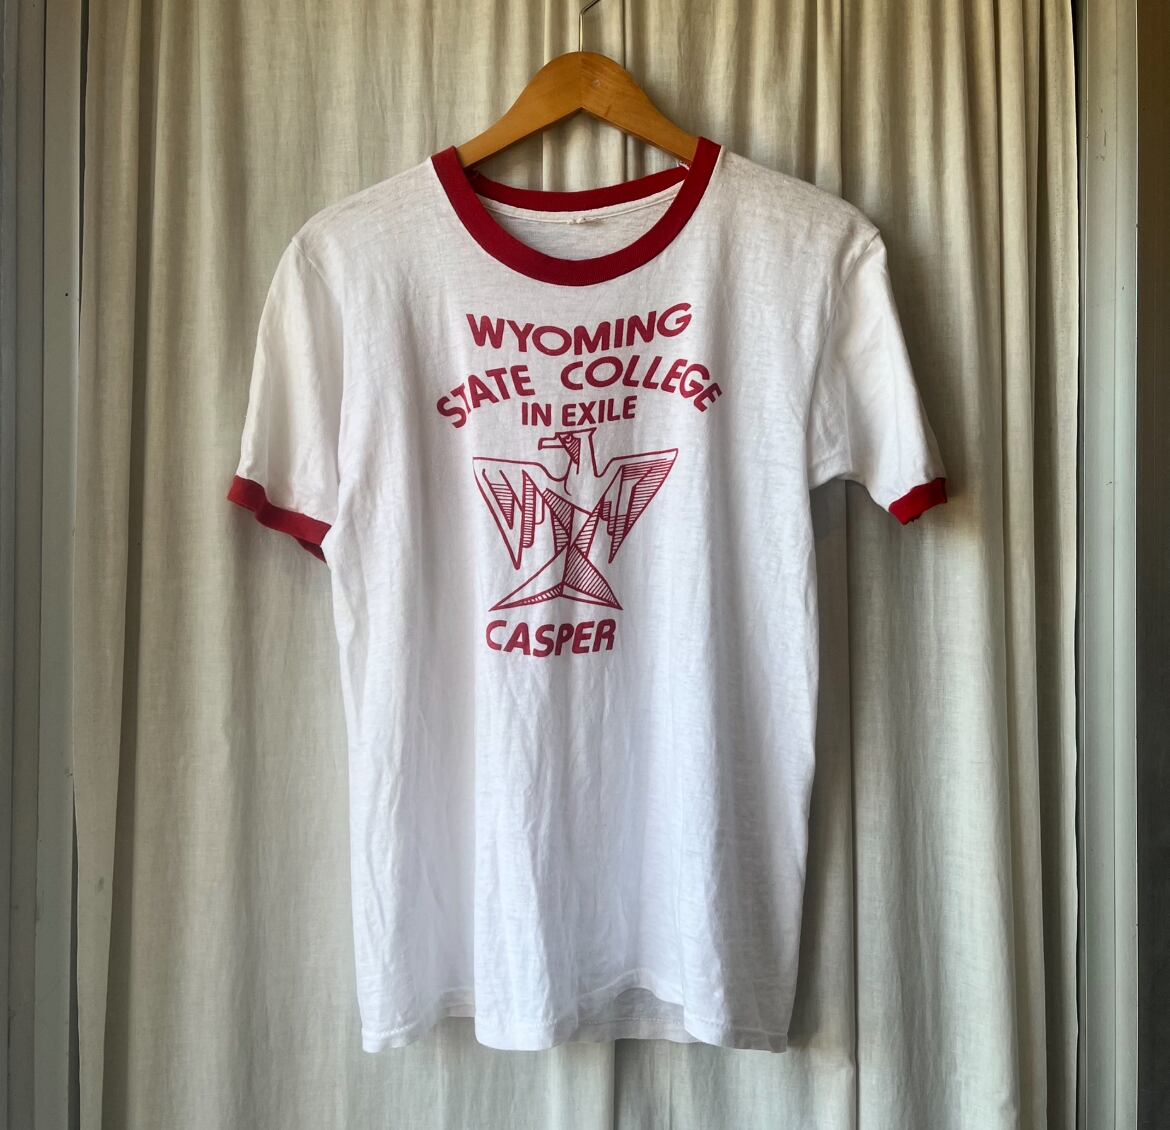 WYOMING
STATE COLLEGE
IN EXILE
CASPER